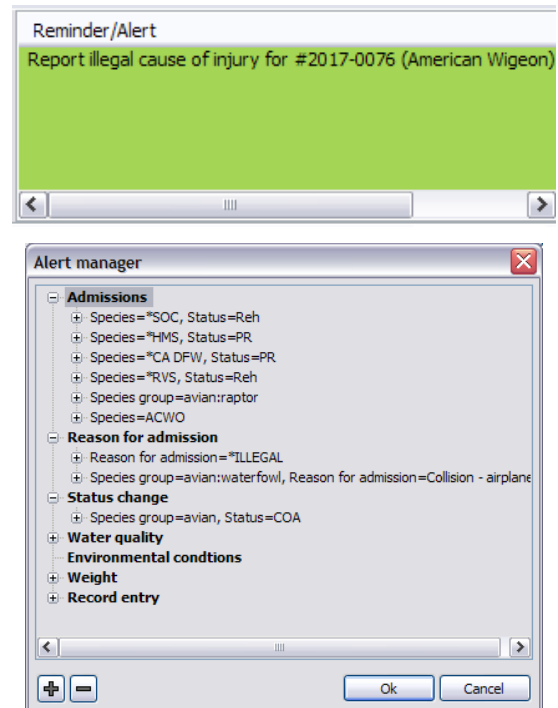 Reminder/Alert
Report illegal cause of injury for #2017-0076 (American Wigeon)
Alert manager
Admissions
Species=*SOC, Status=Reh
Species=*HMS, Status=PR
Species=*CA DFW, Status=PR
Species=*RVS, Status=Reh
Species group=avian:raptor
Species=ACWO
Reason for admission
Reason for admission=*ILLEGAL
Species group=avian:waterfowl, Reason for admission=Collision - airplane
Status change
Species group=avian, Status=COA
Water quality
Environmental condtions
Weight
Record entry
Ok Cancel